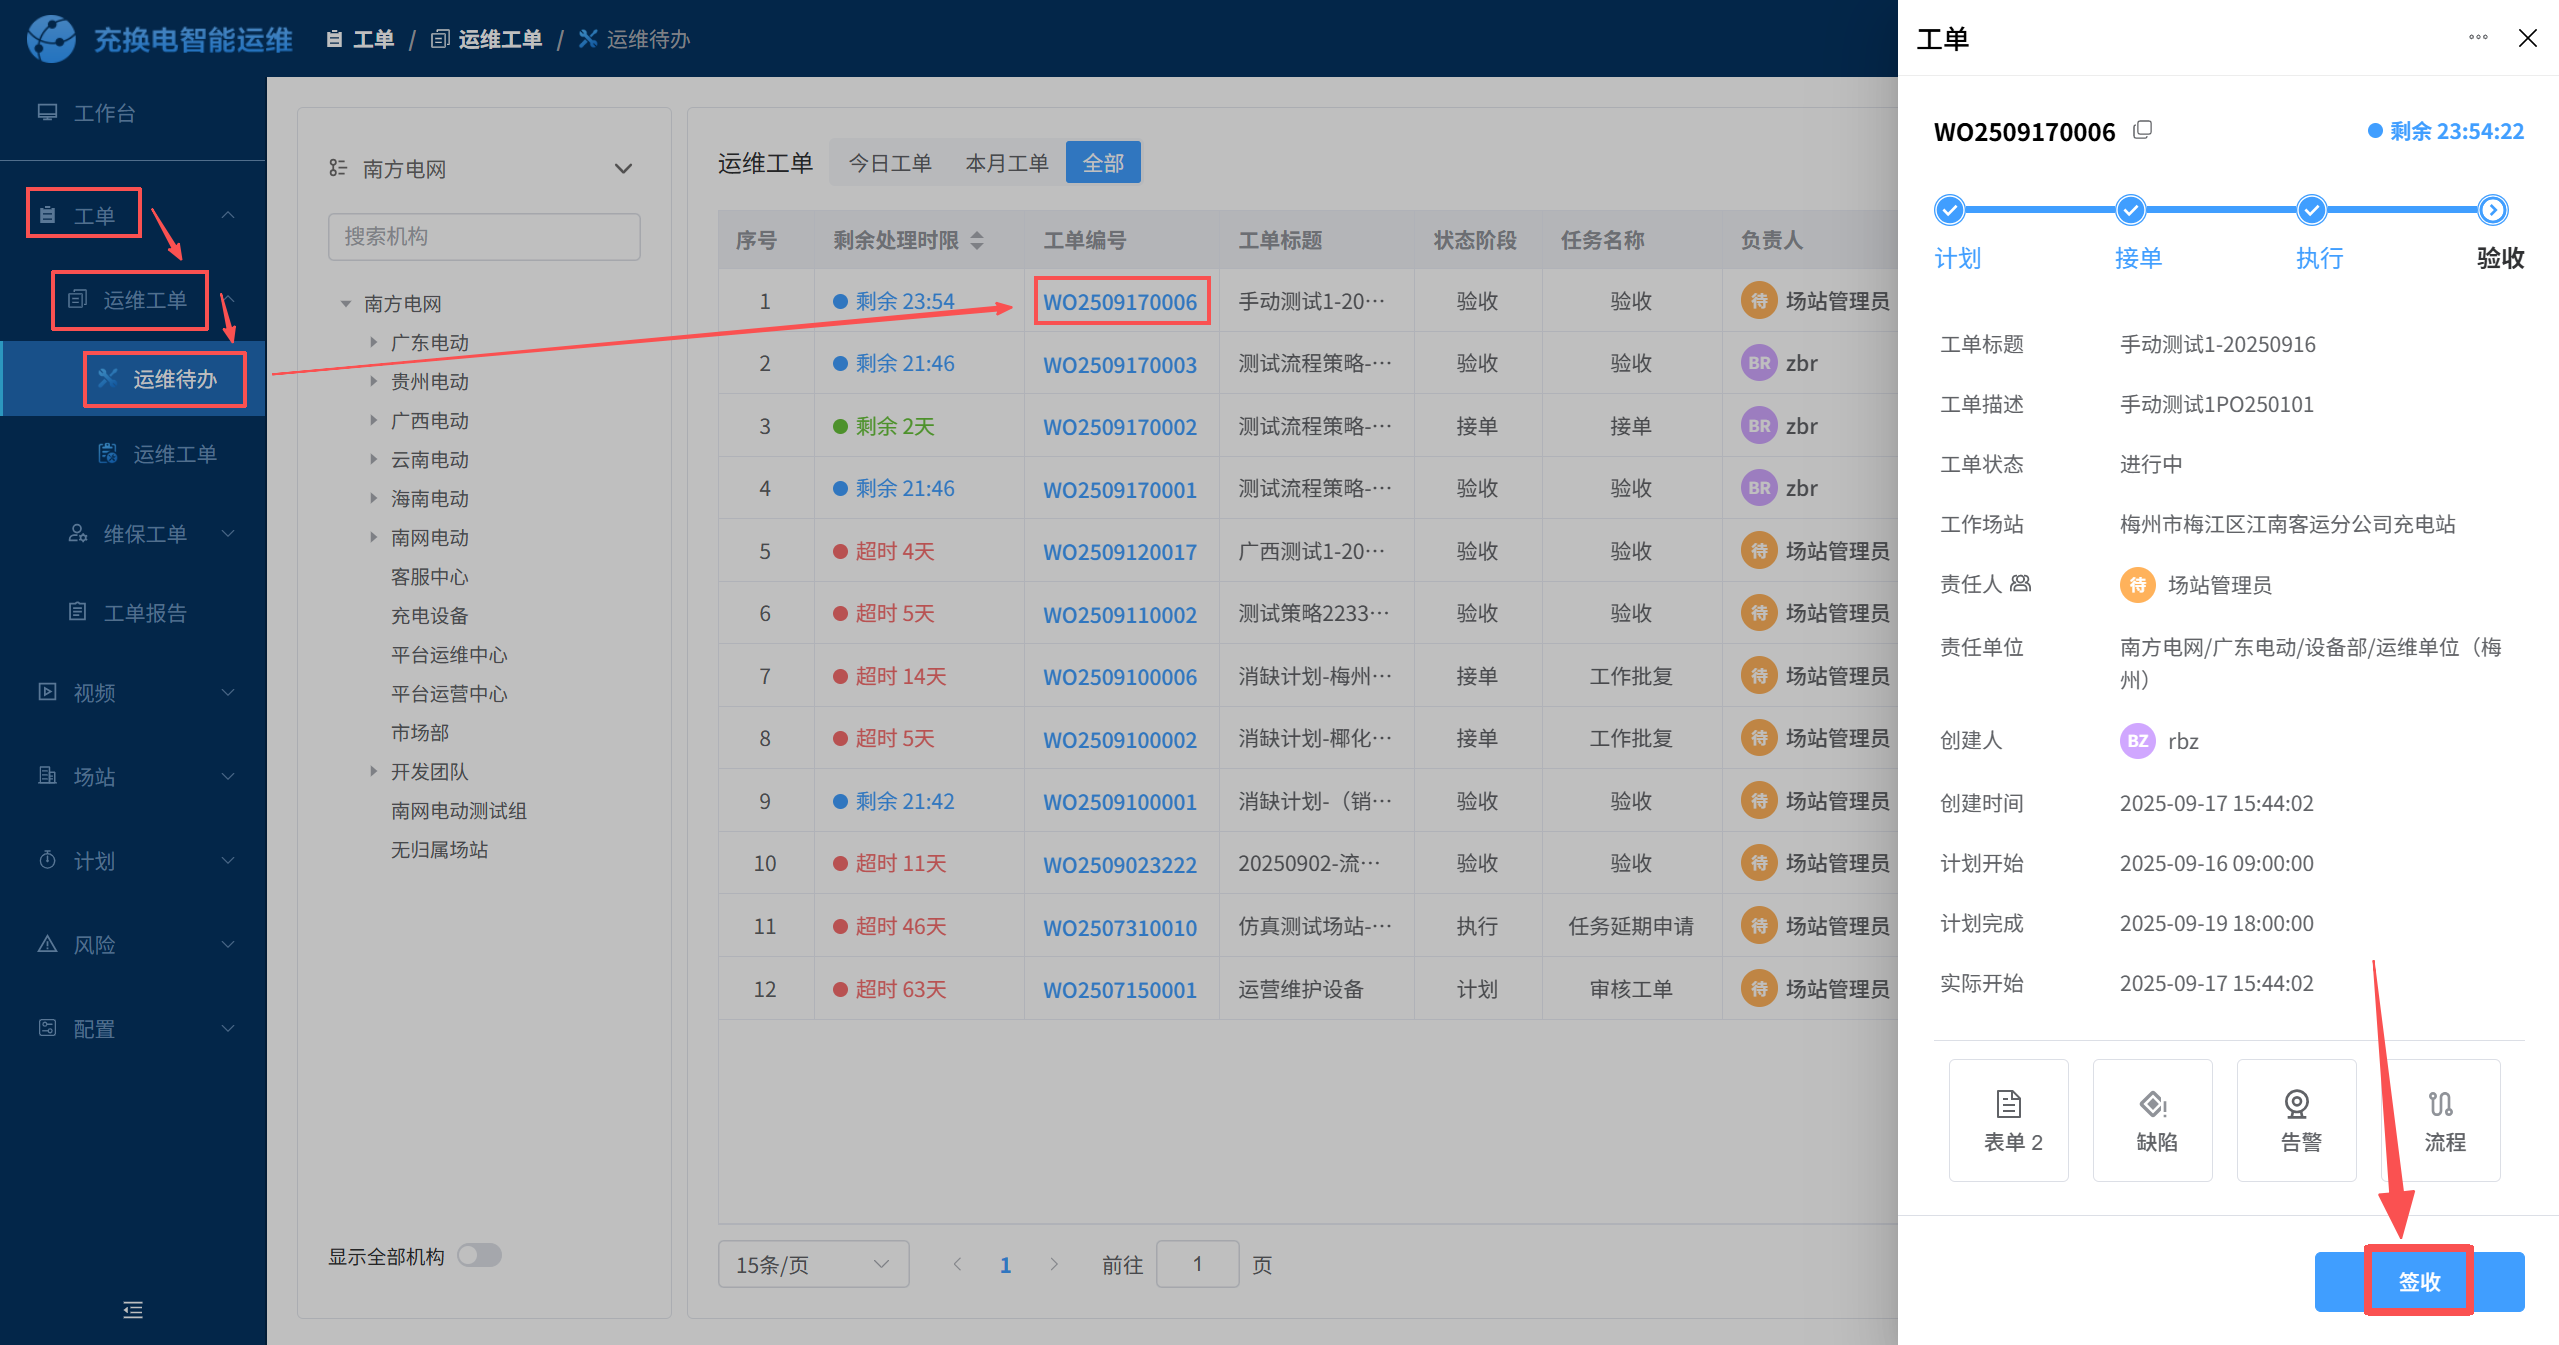 充换电智能运维
工单 / 运维工单 / 运维待办
工作台
工单
运维工单
运维待办
运维工单
维保工单
工单报告
视频
场站
计划
风险
配置
南方电网
搜索机构
南方电网
广东电动
贵州电动
广西电动
云南电动
海南电动
南网电动
客服中心
充电设备
平台运维中心
平台运营中心
市场部
开发团队
南网电动测试组
无归属场站
显示全部机构
运维工单 今日工单 本月工单 全部
序号 剩余处理时限 工单编号 工单标题 状态阶段 任务名称 负责人
1 剩余 23:54 WO2509170006 手动测试1-20··· 验收 验收 待 场站管理员
2 剩余 21:46 WO2509170003 测试流程策略-··· 验收 验收 BR zbr
3 剩余 2天 WO2509170002 测试流程策略-··· 接单 接单 BR zbr
4 剩余 21:46 WO2509170001 测试流程策略-··· 验收 验收 BR zbr
5 超时 4天 WO2509120017 广西测试1-20··· 验收 验收 待 场站管理员
6 超时 5天 WO2509110002 测试策略2233··· 验收 验收 待 场站管理员
7 超时 14天 WO2509100006 消缺计划-梅州··· 接单 工作批复 待 场站管理员
8 超时 5天 WO2509100002 消缺计划-椰化··· 接单 工作批复 待 场站管理员
9 剩余 21:42 WO2509100001 消缺计划-（销··· 验收 验收 待 场站管理员
10 超时 11天 WO2509023222 20250902-流··· 验收 验收 待 场站管理员
11 超时 46天 WO2507310010 仿真测试场站-··· 执行 任务延期申请 待 场站管理员
12 超时 63天 WO2507150001 运营维护设备 计划 审核工单 待 场站管理员
15条/页 1 前往 1 页
工单
WO2509170006 剩余 23:54:22
计划 接单 执行 验收
工单标题 手动测试1-20250916
工单描述 手动测试1PO250101
工单状态 进行中
工作场站 梅州市梅江区江南客运分公司充电站
责任人 待 场站管理员
责任单位 南方电网/广东电动/设备部/运维单位（梅
州）
创建人 BZ rbz
创建时间 2025-09-17 15:44:02
计划开始 2025-09-16 09:00:00
计划完成 2025-09-19 18:00:00
实际开始 2025-09-17 15:44:02
表单 2 缺陷 告警 流程
签收